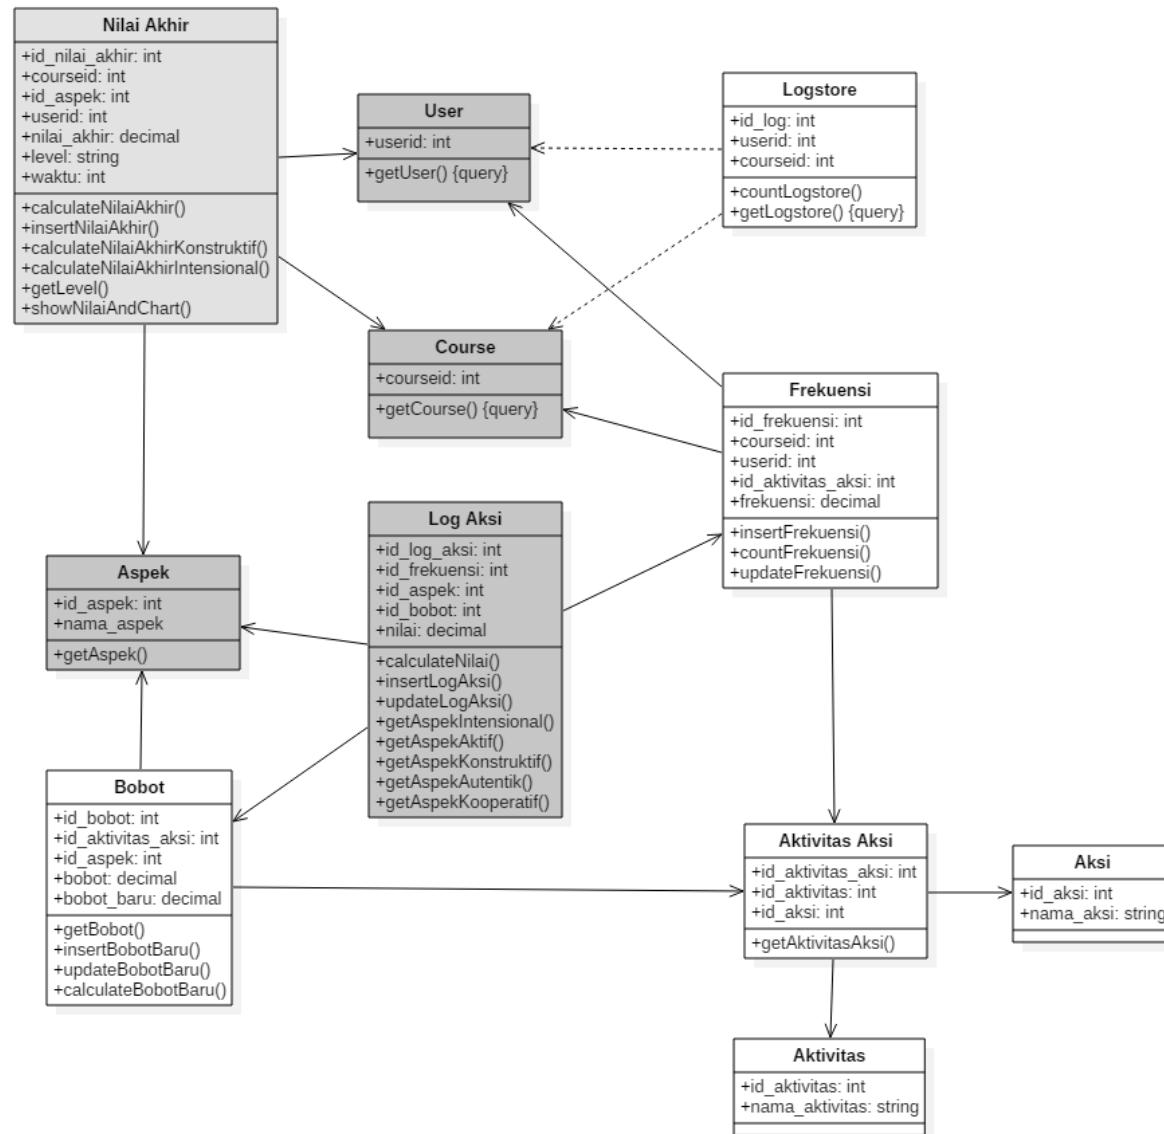 Nilai Akhir
+id_nilai_akhir: int
+courseid: int
+id_aspek: int
+userid: int
+nilai_akhir: decimal
+level: string
+waktu: int
+calculateNilaiAkhir()
+insertNilaiAkhir()
+calculateNilaiAkhirKonstruktif()
+calculateNilaiAkhirIntensional()
+getLevel()
+showNilaiAndChart()
User
+userid: int
+getUser() {query}
Logstore
+id_log: int
+userid: int
+courseid: int
+countLogstore()
+getLogstore() {query}
Course
+courseid: int
+getCourse() {query}
Frekuensi
+id_frekuensi: int
+courseid: int
+userid: int
+id_aktivitas_aksi: int
+frekuensi: decimal
+insertFrekuensi()
+countFrekuensi()
+updateFrekuensi()
Log Aksi
+id_log_aksi: int
+id_frekuensi: int
+id_aspek: int
+id_bobot: int
+nilai: decimal
+calculateNilai()
+insertLogAksi()
+updateLogAksi()
+getAspekIntensional()
+getAspekAktif()
+getAspekKonstruktif()
+getAspekAutentik()
+getAspekKooperatif()
Aspek
+id_aspek: int
+nama_aspek
+getAspek()
Bobot
+id_bobot: int
+id_aktivitas_aksi: int
+id_aspek: int
+bobot: decimal
+bobot_baru: decimal
+getBobot()
+insertBobotBaru()
+updateBobotBaru()
+calculateBobotBaru()
Aktivitas Aksi
+id_aktivitas_aksi: int
+id_aktivitas: int
+id_aksi: int
+getAktivitasAksi()
Aksi
+id_aksi: int
+nama_aksi: string
Aktivitas
+id_aktivitas: int
+nama_aktivitas: string